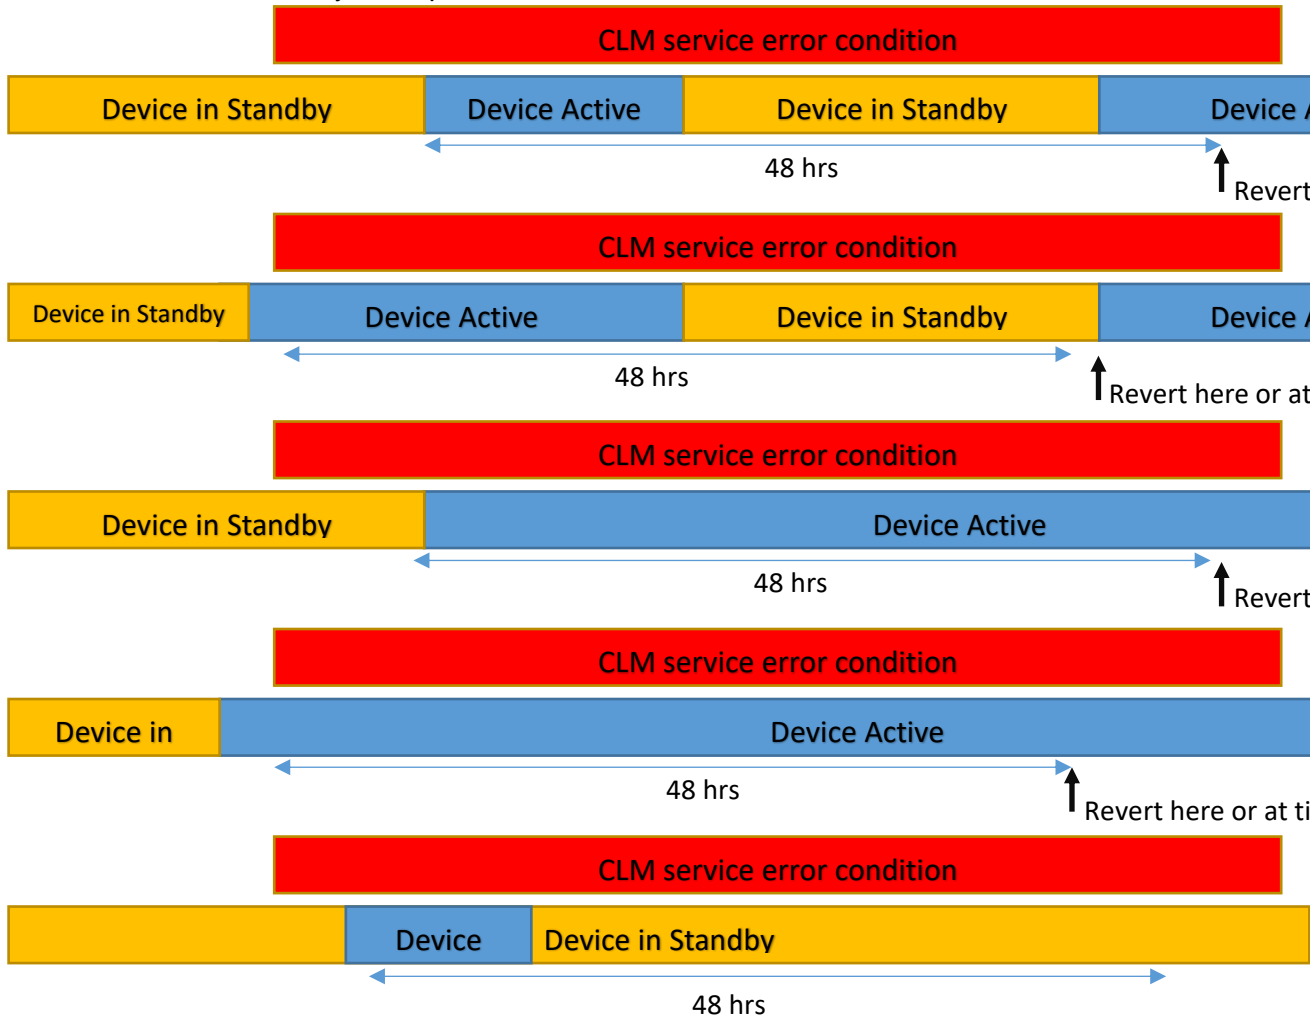 CLM service error condition
Device in Standby Device Active Device in Standby Device
48 hrs
Revert
CLM service error condition
Device in Standby Device Active Device in Standby Device
48 hrs
Revert here or at
CLM service error condition
Device in Standby Device Active
48 hrs
Revert
CLM service error condition
Device in Device Active
48 hrs
Revert here or at
CLM service error condition
Device Device in Standby
48 hrs